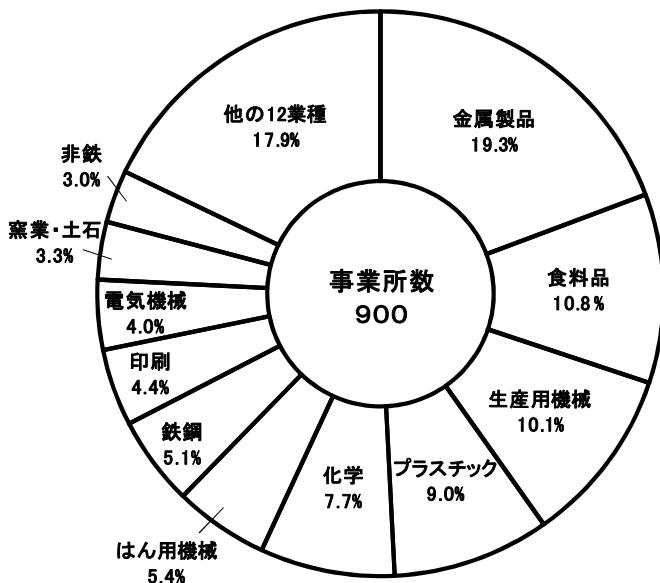 金属製品
19.3%
食料品
10.8%
生産用機械
10.1%
プラスチック
9.0%
化学
7.7%
はん用機械
5.4%
鉄鋼
5.1%
印刷
4.4%
電気機械
4.0%
窯業・土石
3.3%
非鉄
3.0%
他の12業種
17.9%
事業所数
900